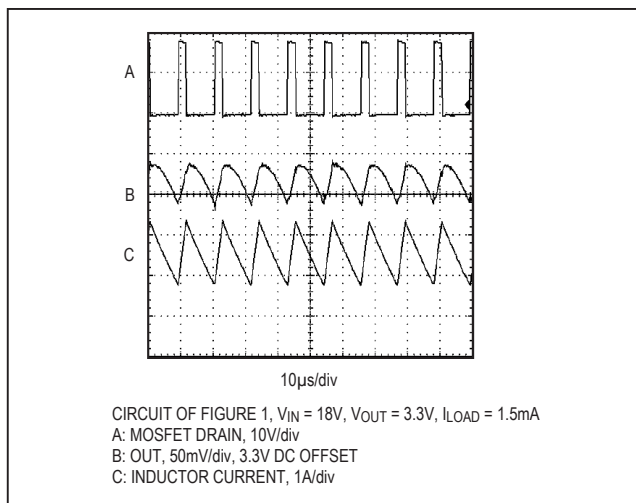 A
B
C
10µs/div
CIRCUIT OF FIGURE 1, VIN = 18V, VOUT = 3.3V, ILOAD = 1.5mA
A: MOSFET DRAIN, 10V/div
B: OUT, 50mV/div, 3.3V DC OFFSET
C: INDUCTOR CURRENT, 1A/div